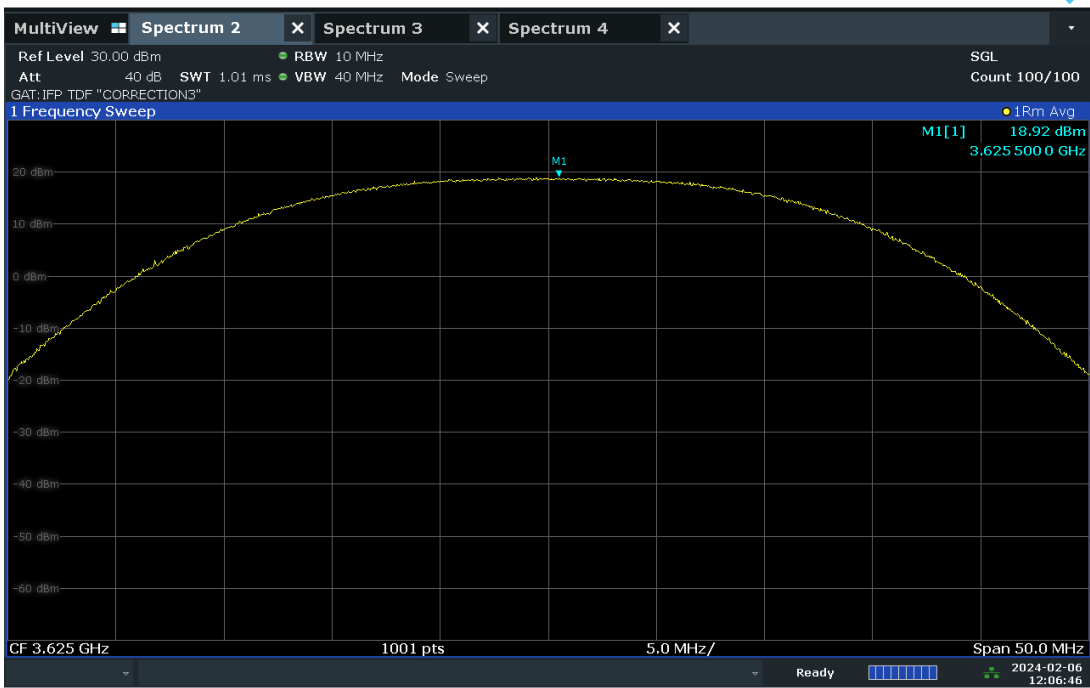 MultiView Spectrum 2 X Spectrum 3 X Spectrum 4 X
Ref Level 30.00 dBm RBW 10 MHz SGL
Att 40 dB SWT 1.01 ms VBW 40 MHz Mode Sweep Count 100/100
GAT:IFP TDF "CORRECTION3"
1 Frequency Sweep 1Rm Avg
M1[1] 18.92 dBm
3.625 500 0 GHz
M1
20 dBm
10 dBm
0 dBm
-10 dBm
-20 dBm
-30 dBm
-40 dBm
-50 dBm
-60 dBm
CF 3.625 GHz 1001 pts 5.0 MHz/ Span 50.0 MHz
Ready 2024-02-06
12:06:46